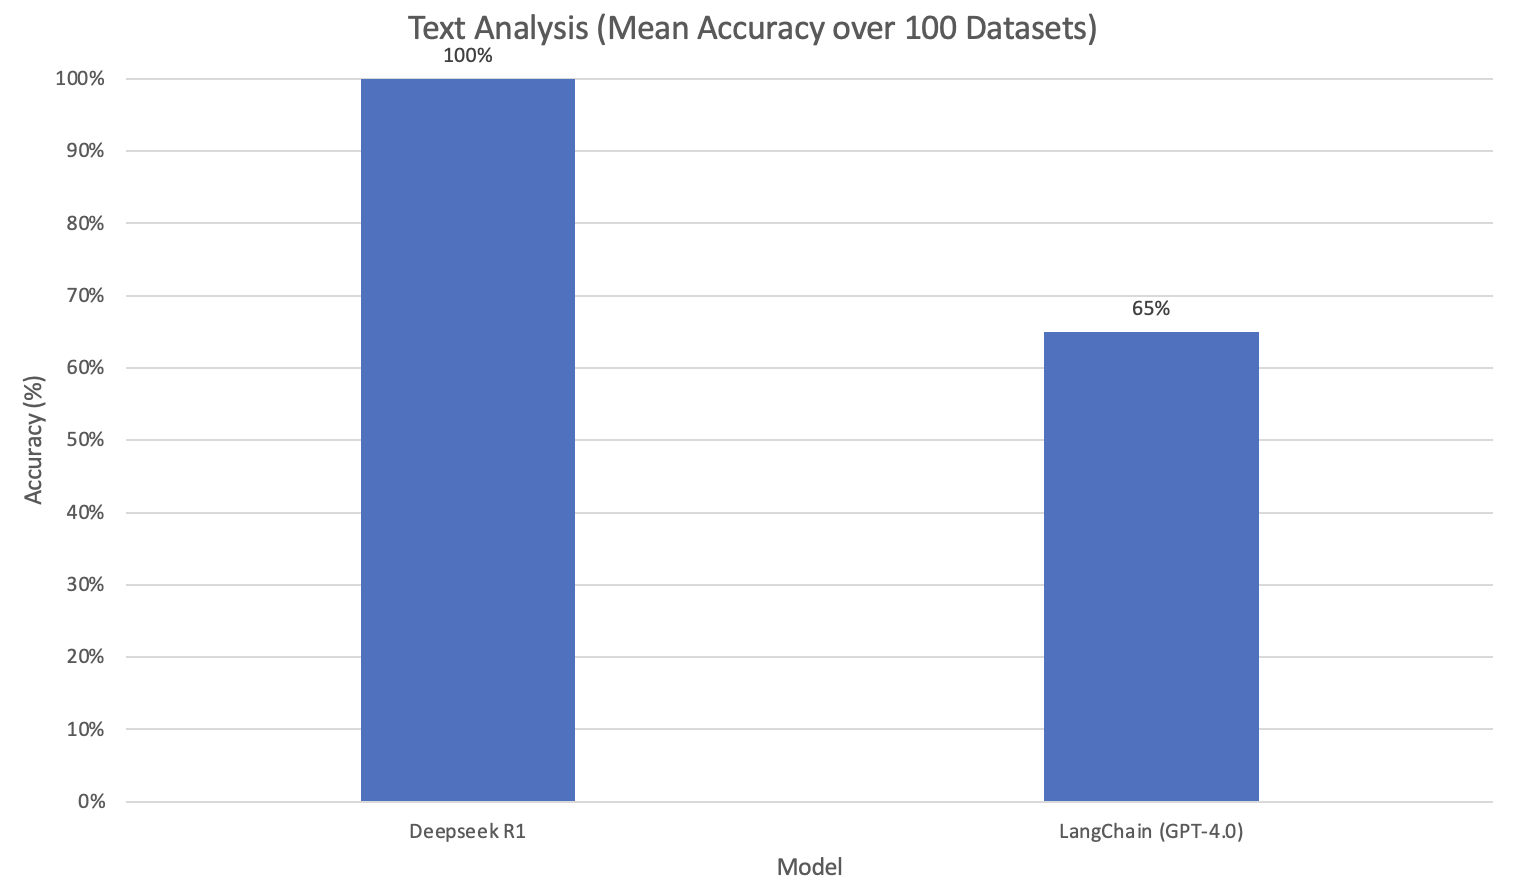 Text Analysis (Mean Accuracy over 100 Datasets)
100%
100%
90%
80%
70%
65%
60%
50%
40%
30%
20%
10%
0%
Accuracy (%)
Deepseek R1
LangChain (GPT-4.0)
Model